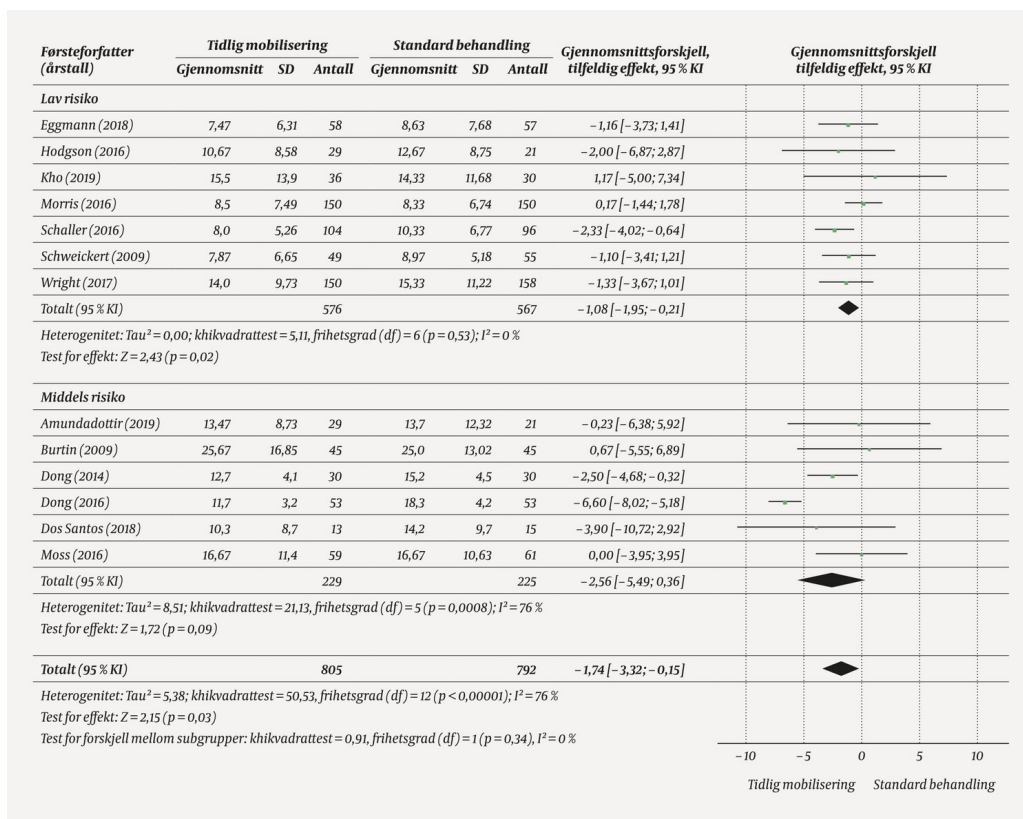 Førsteforfatter (årstall) Tidlig mobilisering Standard behandling Gjennomsnittsforskjell, tilfeldig effekt, 95 % KI Gjennomsnittsforskjell tilfeldig effekt, 95 % KI
Gjennomsnitt SD Antall Gjennomsnitt SD Antall
Lav risiko
Eggmann (2018) 7,47 6,31 58 8,63 7,68 57 −1,16 [−3,73; 1,41]
Hodgson (2016) 10,67 8,58 29 12,67 8,75 21 −2,00 [−6,87; 2,87]
Kho (2019) 15,5 13,9 36 14,33 11,68 30 1,17 [−5,00; 7,34]
Morris (2016) 8,5 7,49 150 8,33 6,74 150 0,17 [−1,44; 1,78]
Schaller (2016) 8,0 5,26 104 10,33 6,77 96 −2,33 [−4,02; −0,64]
Schweickert (2009) 7,87 6,65 49 8,97 5,18 55 −1,10 [−3,41; 1,21]
Wright (2017) 14,0 9,73 150 15,33 11,22 158 −1,33 [−3,67; 1,01]
Totalt (95 % KI) 576 567 −1,08 [−1,95; −0,21]
Heterogenitet: Tau² = 0,00; khikvadrattest = 5,11, frihetsgrad (df) = 6 (p = 0,53); I² = 0 %
Test for effekt: Z = 2,43 (p = 0,02)
Middels risiko
Amundadottir (2019) 13,47 8,73 29 13,7 12,32 21 −0,23 [−6,38; 5,92]
Burtin (2009) 25,67 16,85 45 25,0 13,02 45 0,67 [−5,55; 6,89]
Dong (2014) 12,7 4,1 30 15,2 4,5 30 −2,50 [−4,68; −0,32]
Dong (2016) 11,7 3,2 53 18,3 4,2 53 −6,60 [−8,02; −5,18]
Dos Santos (2018) 10,3 8,7 13 14,2 9,7 15 −3,90 [−10,72; 2,92]
Moss (2016) 16,67 11,4 59 16,67 10,63 61 0,00 [−3,95; 3,95]
Totalt (95 % KI) 229 225 −2,56 [−5,49; 0,36]
Heterogenitet: Tau² = 8,51; khikvadrattest = 21,13, frihetsgrad (df) = 5 (p = 0,0008); I² = 76 %
Test for effekt: Z = 1,72 (p = 0,09)
Totalt (95 % KI) 805 792 −1,74 [−3,32; −0,15]
Heterogenitet: Tau² = 5,38; khikvadrattest = 50,53, frihetsgrad (df) = 12 (p < 0,00001); I² = 76 %
Test for effekt: Z = 2,15 (p = 0,03)
Test for forskjell mellom subgrupper: khikvadrattest = 0,91, frihetsgrad (df) = 1 (p = 0,34), I² = 0 %
−10 −5 0 5 10
Tidlig mobilisering Standard behandling